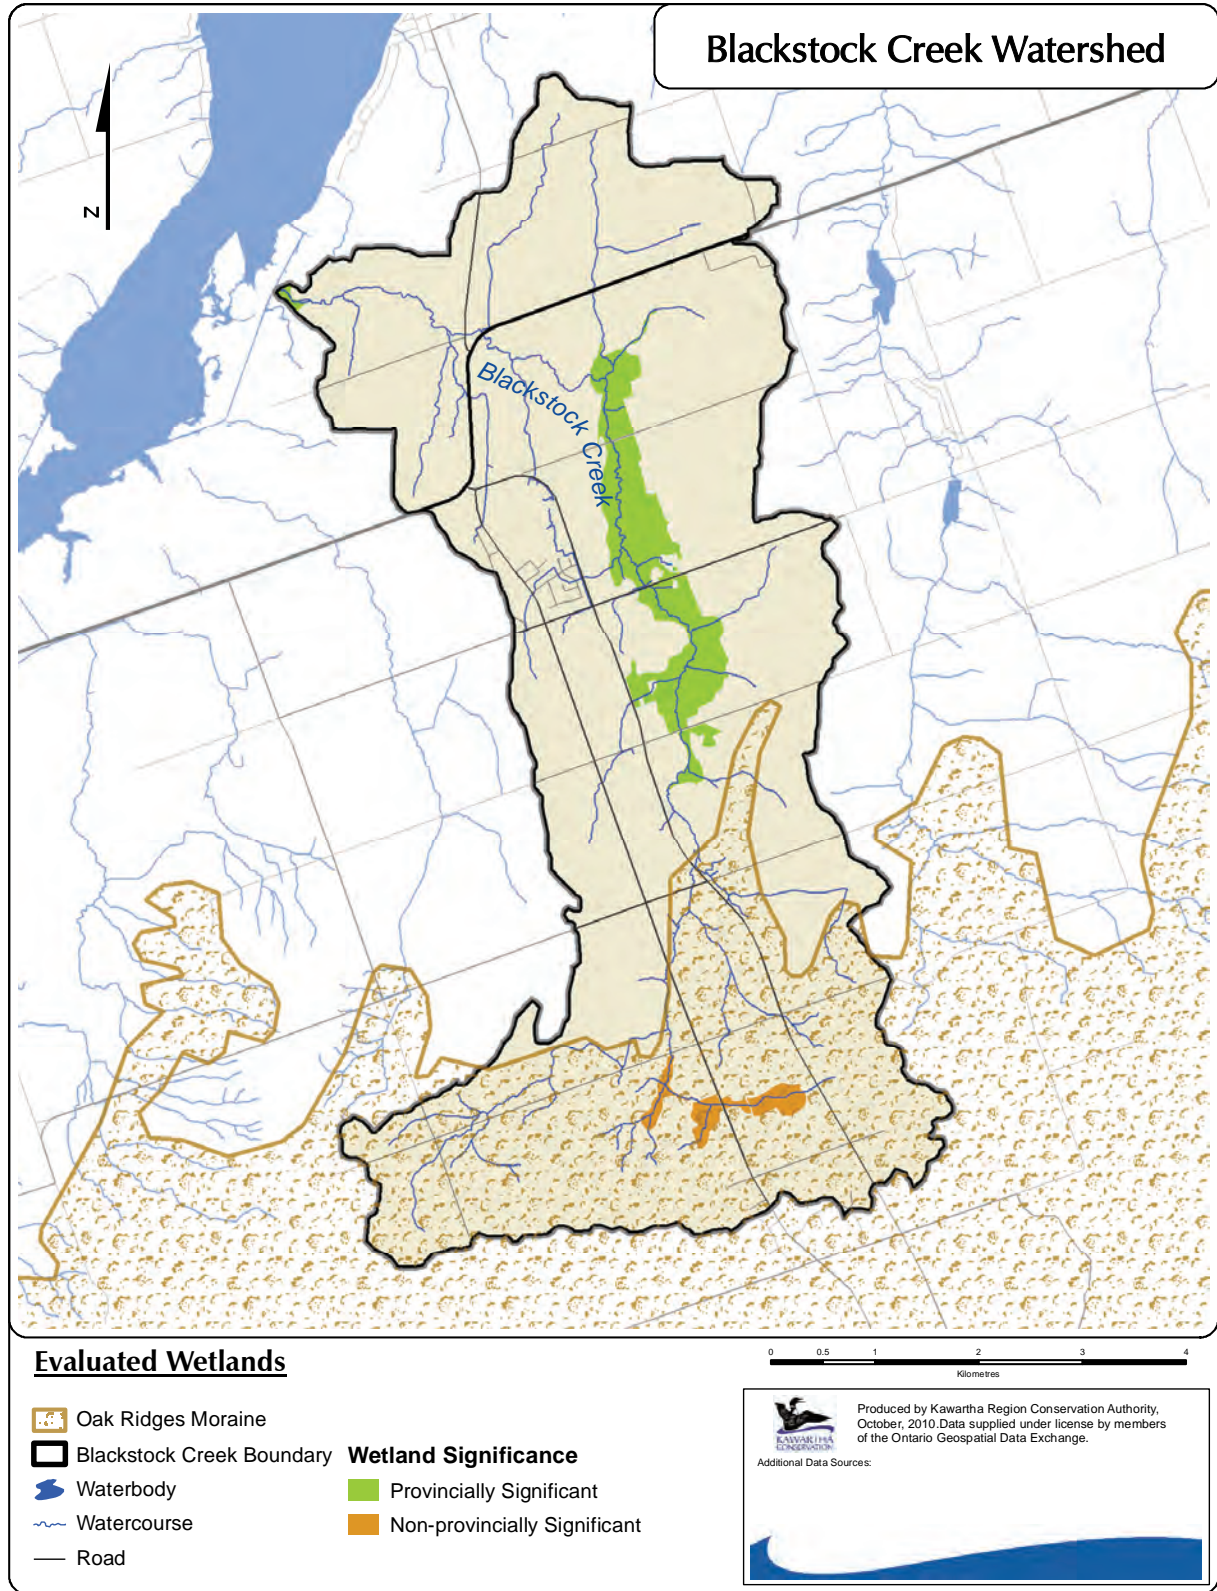 Blackstock Creek Watershed
N
Blackstock Creek
Evaluated Wetlands
Oak Ridges Moraine
Blackstock Creek Boundary
Waterbody
Watercourse
Road
Wetland Significance
Provincially Significant
Non-provincially Significant
0 0.5 1 2 3 4
Kilometres
KAWARTHA
CONSERVATION
Produced by Kawartha Region Conservation Authority,
October, 2010.Data supplied under license by members
of the Ontario Geospatial Data Exchange.
Additional Data Sources: